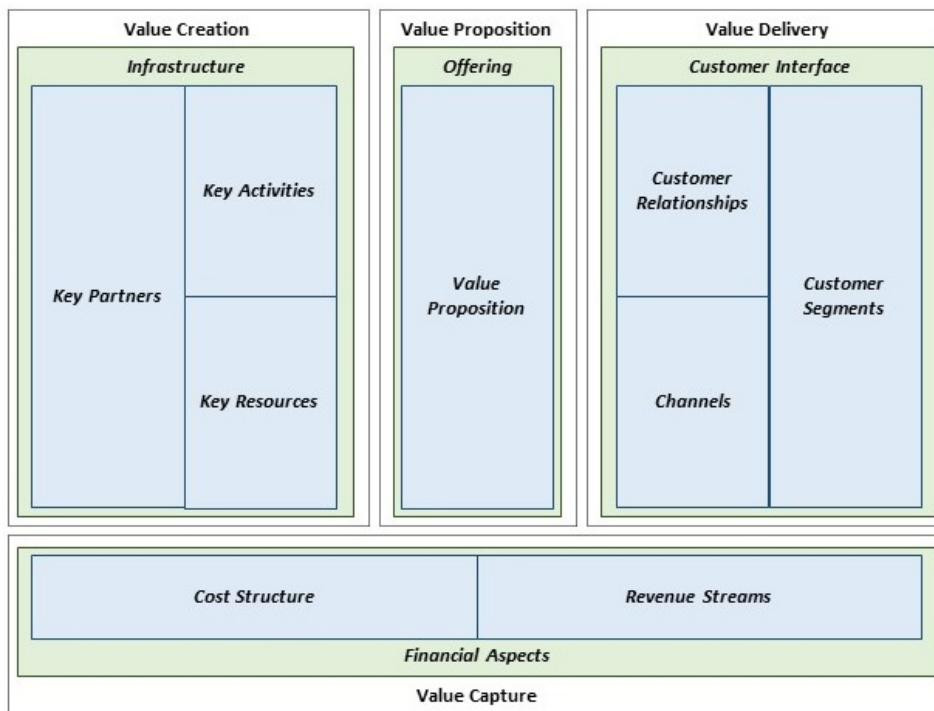 Value Creation
Infrastructure
Key Partners
Key Activities
Key Resources
Value Proposition
Offering
Value
Proposition
Value Delivery
Customer Interface
Customer
Relationships
Channels
Customer
Segments
Cost Structure
Revenue Streams
Financial Aspects
Value Capture